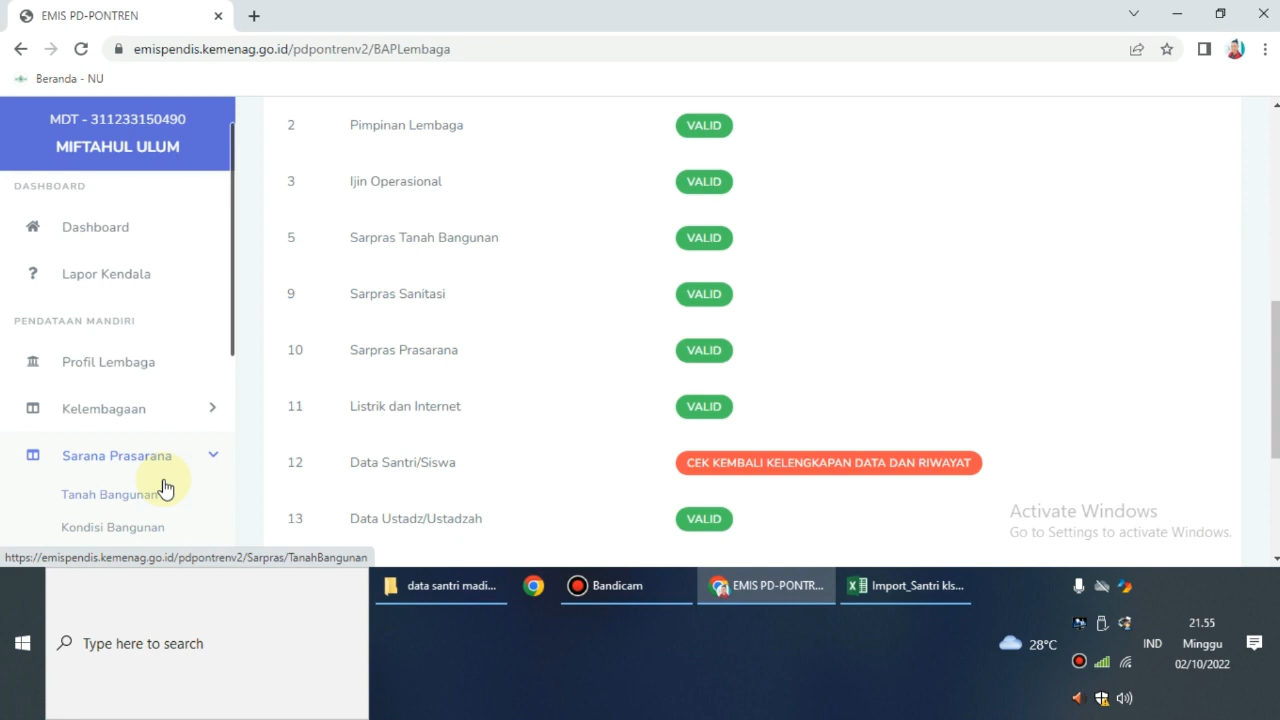 EMIS PD-PONTREN
emispendis.kemenag.go.id/pdpontrenv2/BAPLembaga
Beranda - NU
MDT - 311233150490
MIFTAHUL ULUM
DASHBOARD
Dashboard
? Lapor Kendala
PENDATAAN MANDIRI
Profil Lembaga
Kelembagaan
Sarana Prasarana
Tanah Bangunan
Kondisi Bangunan
2 Pimpinan Lembaga VALID
3 Ijin Operasional VALID
5 Sarpras Tanah Bangunan VALID
9 Sarpras Sanitasi VALID
10 Sarpras Prasarana VALID
11 Listrik dan Internet VALID
12 Data Santri/Siswa CEK KEMBALI KELENGKAPAN DATA DAN RIWAYAT
13 Data Ustadz/Ustadzah VALID
Activate Windows
Go to Settings to activate Windows.
https://emispendis.kemenag.go.id/pdpontrenv2/Sarpras/TanahBangunan
data santri madi...
Bandicam
EMIS PD-PONTR...
Import_Santri kls...
Type here to search
28°C
IND
21.55
Minggu
02/10/2022